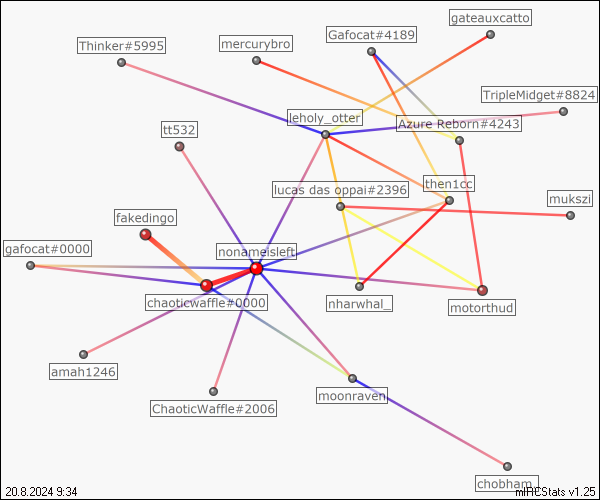 gateauxcatto
Gafocat#4189
Thinker#5995
mercurybro
TripleMidget#8824
leholy_otter
Azure Reborn#4243
tt532
then1cc
lucas das oppai#2396
mukszi
fakedingo
gafocat#0000
nonameisleft
chaoticwaffle#0000
nharwhal_
motorthud
amah1246
moonraven
ChaoticWaffle#2006
chobham_
20.8.2024 9:34
mIRCStats v1.25